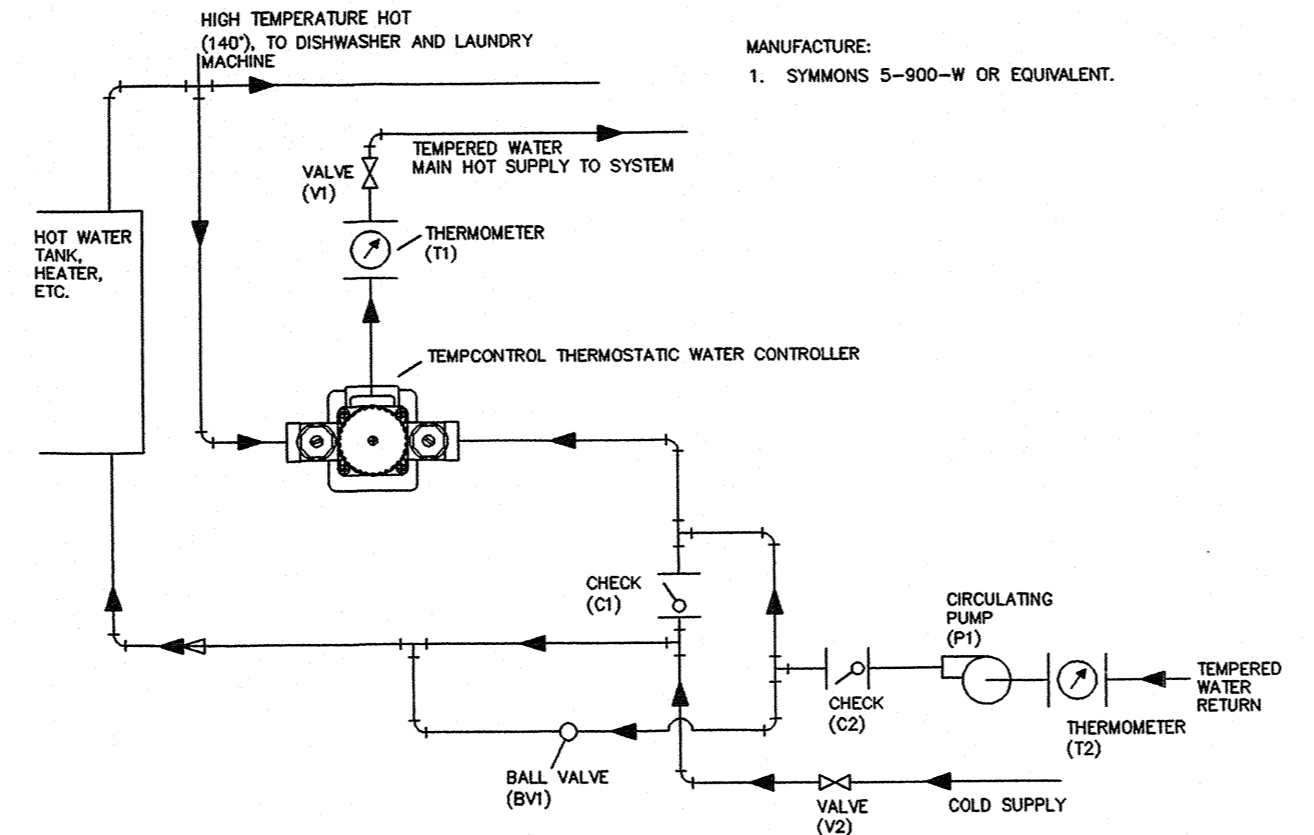 HIGH TEMPERATURE HOT
(140°), TO DISHWASHER AND LAUNDRY
MACHINE
MANUFACTURE:
1. SYMMONS 5-900-W OR EQUIVALENT.
TEMPERED WATER
MAIN HOT SUPPLY TO SYSTEM
VALVE
(V1)
THERMOMETER
(T1)
HOT WATER
TANK,
HEATER,
ETC.
TEMPCONTROL THERMOSTATIC WATER CONTROLLER
CHECK
(C1)
CIRCULATING
PUMP
(P1)
TEMPERED
WATER
RETURN
CHECK
(C2)
THERMOMETER
(T2)
BALL VALVE
(BV1)
VALVE
(V2)
COLD SUPPLY